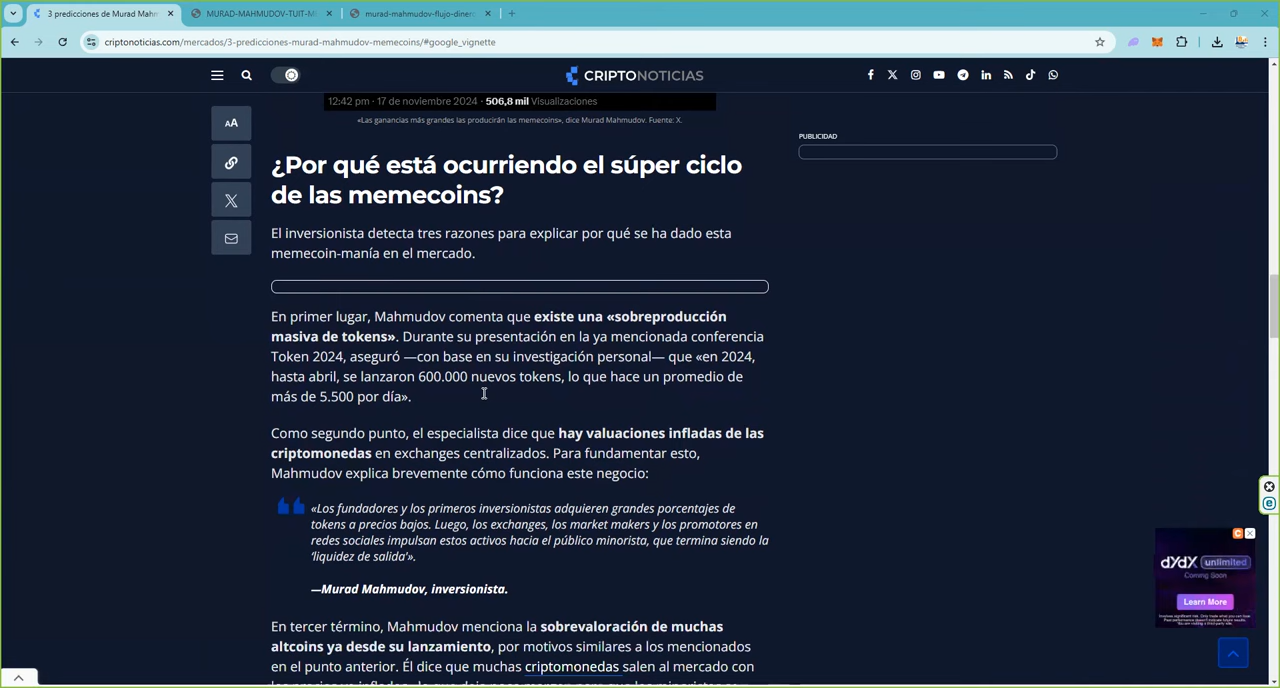 3 predicciones de Murad Mahm
MURAD-MAHMUDOV-TUIT-M
murad-mahmudov-flujo-diner
criptonoticias.com/mercados/3-predicciones-murad-mahmudov-memecoins/#google_vignette
CRIPTONOTICIAS
12:42 pm · 17 de noviembre 2024 · 506,8 mil Visualizaciones
«Las ganancias más grandes las producirán las memecoins», dice Murad Mahmudov. Fuente: X.
PUBLICIDAD
AA
¿Por qué está ocurriendo el súper ciclo
de las memecoins?
El inversionista detecta tres razones para explicar por qué se ha dado esta
memecoin-manía en el mercado.
En primer lugar, Mahmudov comenta que existe una «sobreproducción
masiva de tokens». Durante su presentación en la ya mencionada conferencia
Token 2024, aseguró —con base en su investigación personal— que «en 2024,
hasta abril, se lanzaron 600.000 nuevos tokens, lo que hace un promedio de
más de 5.500 por día».
Como segundo punto, el especialista dice que hay valuaciones infladas de las
criptomonedas en exchanges centralizados. Para fundamentar esto,
Mahmudov explica brevemente cómo funciona este negocio:
«Los fundadores y los primeros inversionistas adquieren grandes porcentajes de
tokens a precios bajos. Luego, los exchanges, los market makers y los promotores en
redes sociales impulsan estos activos hacia el público minorista, que termina siendo la
'liquidez de salida'».
—Murad Mahmudov, inversionista.
En tercer término, Mahmudov menciona la sobrevaloración de muchas
altcoins ya desde su lanzamiento, por motivos similares a los mencionados
en el punto anterior. Él dice que muchas criptomonedas salen al mercado con
dYdX unlimited
Coming Soon
Learn More